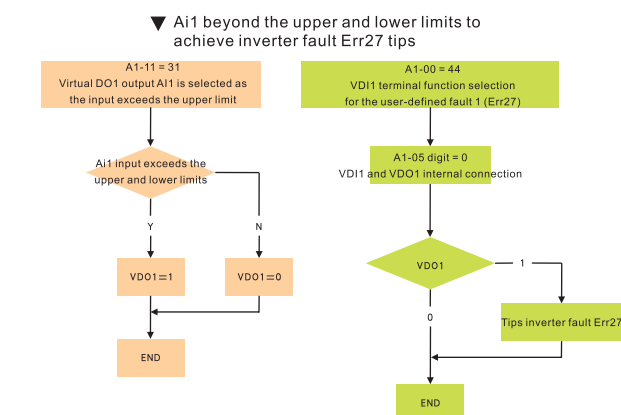 ▼ Ai1 beyond the upper and lower limits to
achieve inverter fault Err27 tips
A1-11 = 31
Virtual DO1 output AI1 is selected as
the input exceeds the upper limit
Ai1 input exceeds the
upper and lower limits
Y
N
VDO1=1
VDO1=0
END
A1-00 = 44
VDI1 terminal function selection
for the user-defined fault 1 (Err27)
A1-05 digit = 0
VDI1 and VDO1 internal connection
VDO1
1
0
Tips inverter fault Err27
END